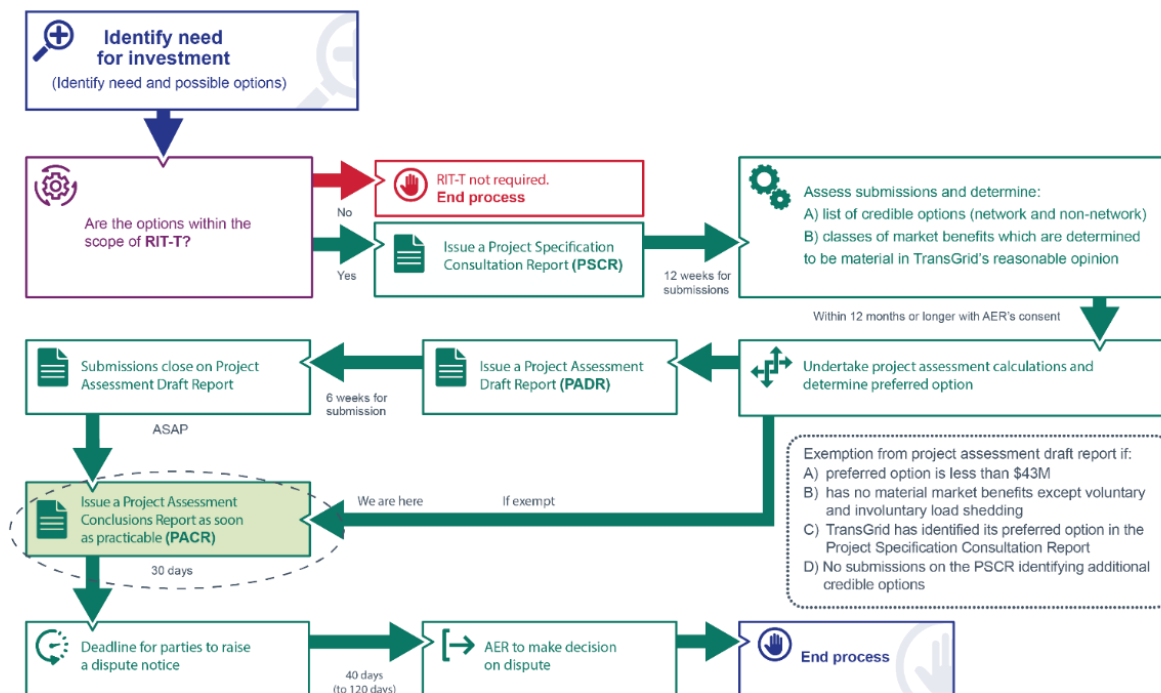 Identify need
for investment
(Identify need and possible options)
Are the options within the
scope of RIT-T?
No
RIT-T not required.
End process
Yes
Issue a Project Specification
Consultation Report (PSCR)
12 weeks for
submissions
Assess submissions and determine:
A) list of credible options (network and non-network)
B) classes of market benefits which are determined
to be material in TransGrid's reasonable opinion
Within 12 months or longer with AER's consent
Undertake project assessment calculations and
determine preferred option
Issue a Project Assessment
Draft Report (PADR)
6 weeks for
submission
Submissions close on Project
Assessment Draft Report
ASAP
Exemption from project assessment draft report if:
A) preferred option is less than $43M
B) has no material market benefits except voluntary
and involuntary load shedding
C) TransGrid has identified its preferred option in the
Project Specification Consultation Report
D) No submissions on the PSCR identifying additional
credible options
If exempt
We are here
Issue a Project Assessment
Conclusions Report as soon
as practicable (PACR)
30 days
Deadline for parties to raise
a dispute notice
40 days
(to 120 days)
AER to make decision
on dispute
End process